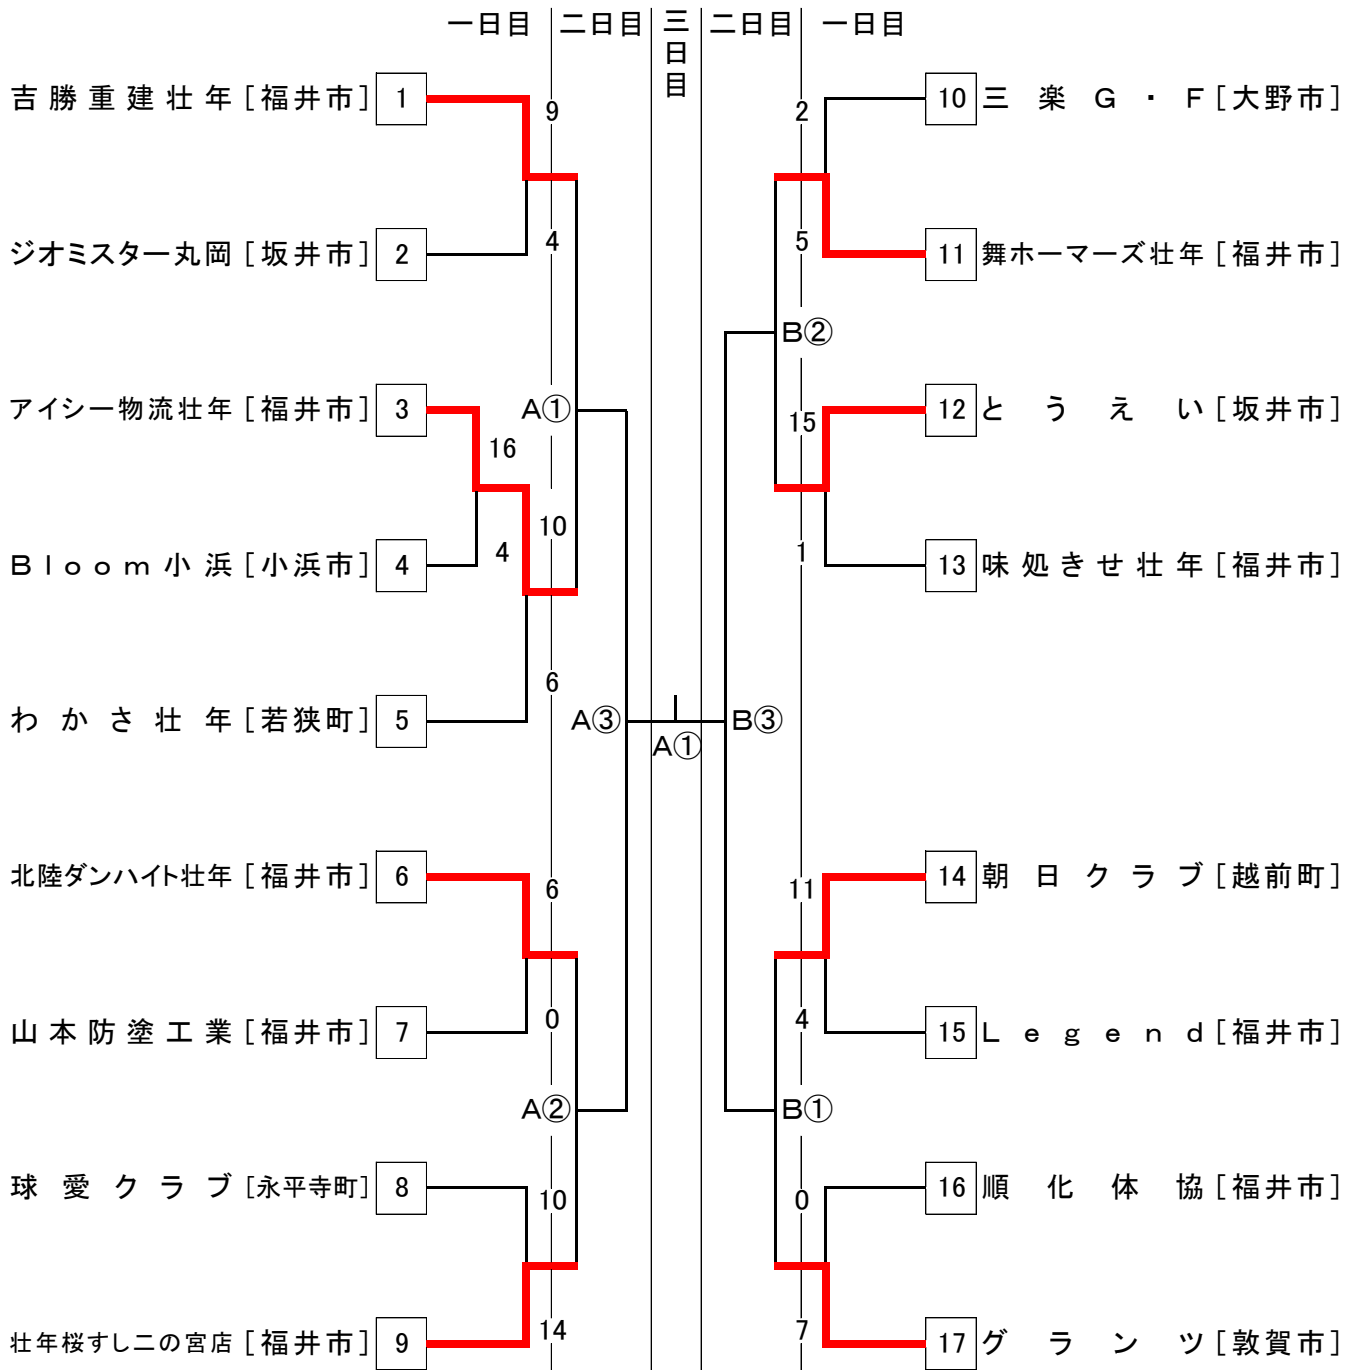 一日目 二日目 三日目 二日目 一日目
吉勝重建壮年[福井市] 1 9 2 10 三楽G・F[大野市]
ジオミスター丸岡[坂井市] 2 4 5 11 舞ホーマーズ壮年[福井市]
B②
アイシー物流壮年[福井市] 3 16 A① 15 12 とうえい[坂井市]
Bloom小浜[小浜市] 4 4 10 1 13 味処きせ壮年[福井市]
わかさ壮年[若狭町] 5 6 A③ A① B③
北陸ダンハイト壮年[福井市] 6 6 11 14 朝日クラブ[越前町]
山本防塗工業[福井市] 7 0 4 15 Legend[福井市]
A② B①
球愛クラブ[永平寺町] 8 10 0 16 順化体協[福井市]
壮年桜すし二の宮店[福井市] 9 14 7 17 グランツ[敦賀市]